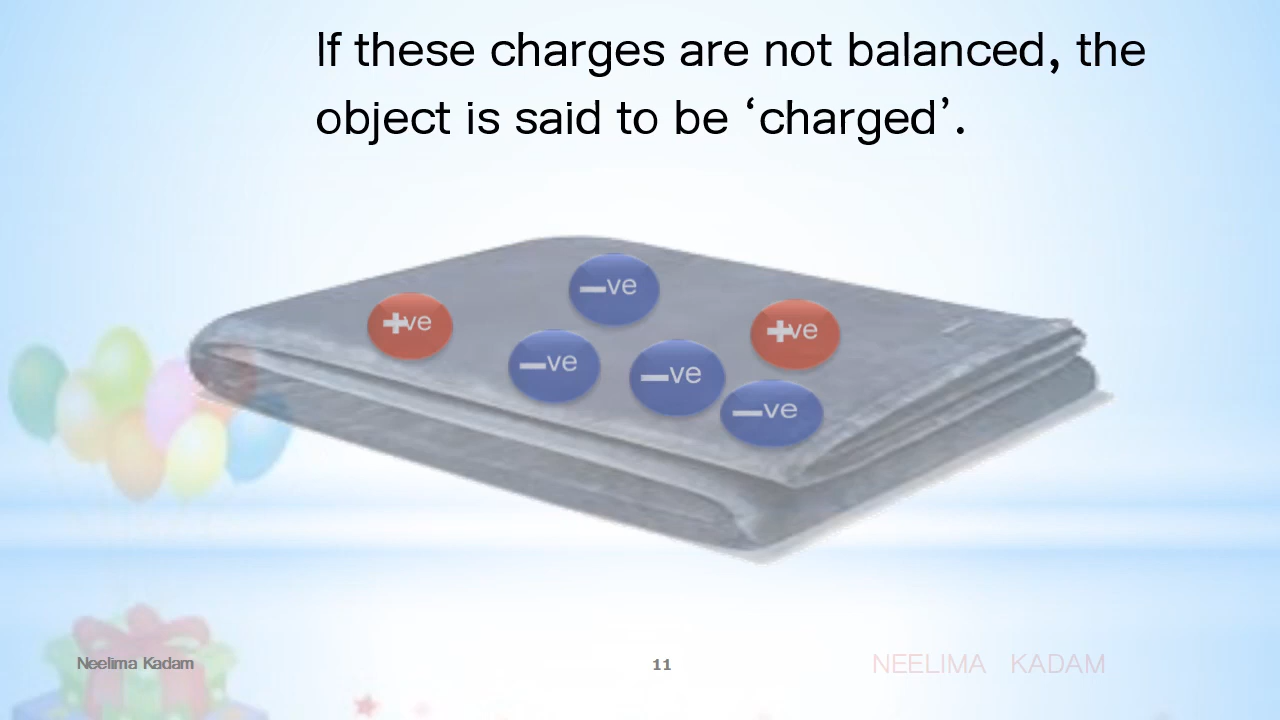 If these charges are not balanced, the
object is said to be ‘charged’.
–ve
+ve
+ve
–ve
–ve
–ve
Neelima Kadam
11
NEELIMA KADAM